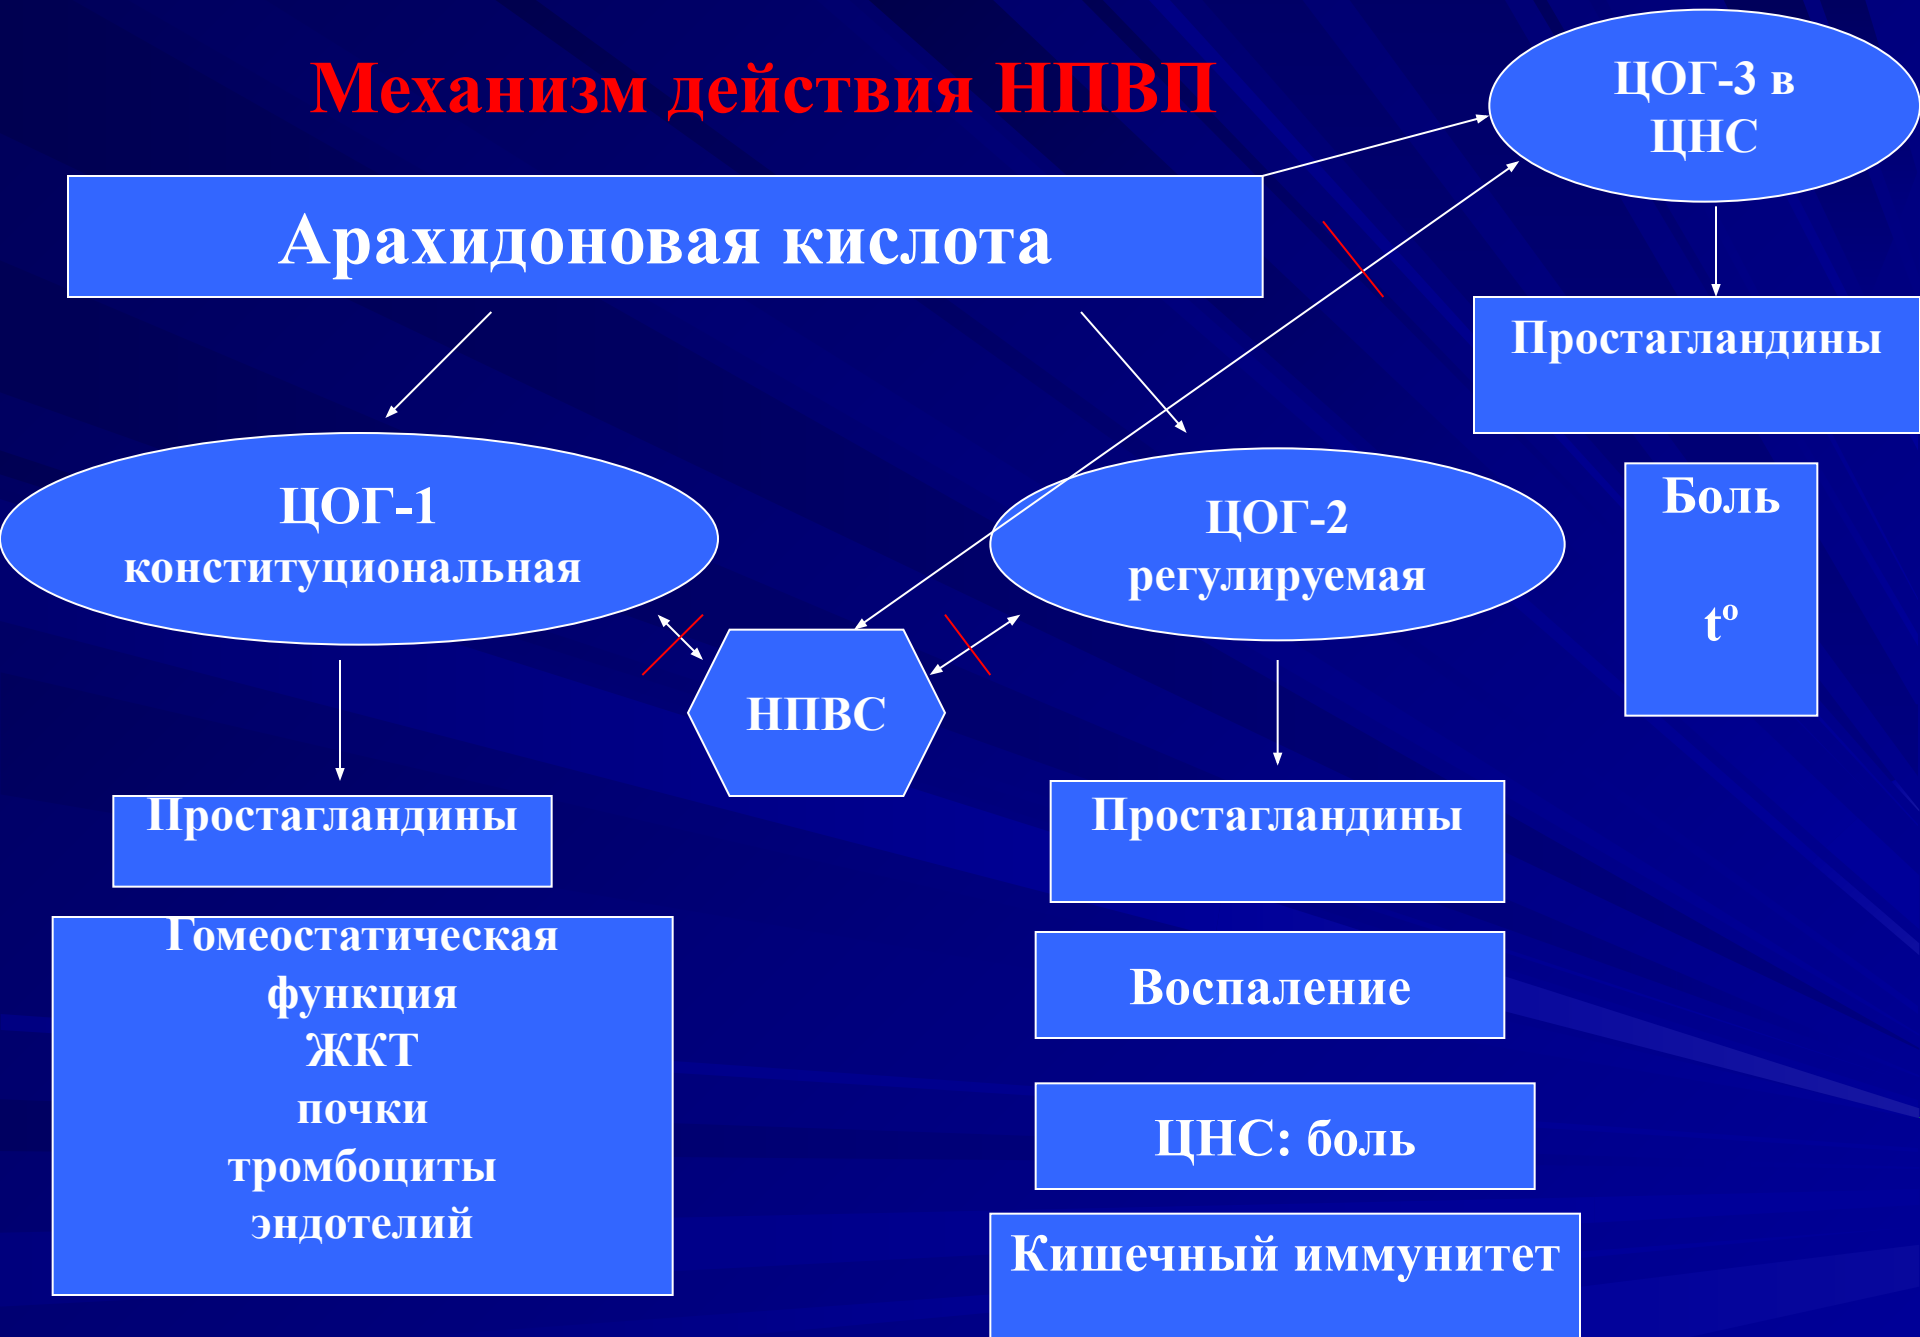 Механизм действия НПВП
ЦОГ-3 в
ЦНС
Арахидоновая кислота
Простагландины
Боль
tº
ЦОГ-1
конституциональная
ЦОГ-2
регулируемая
НПВС
Простагландины
Гомеостатическая
функция
ЖКТ
почки
тромбоциты
эндотелий
Простагландины
Воспаление
ЦНС: боль
Кишечный иммунитет